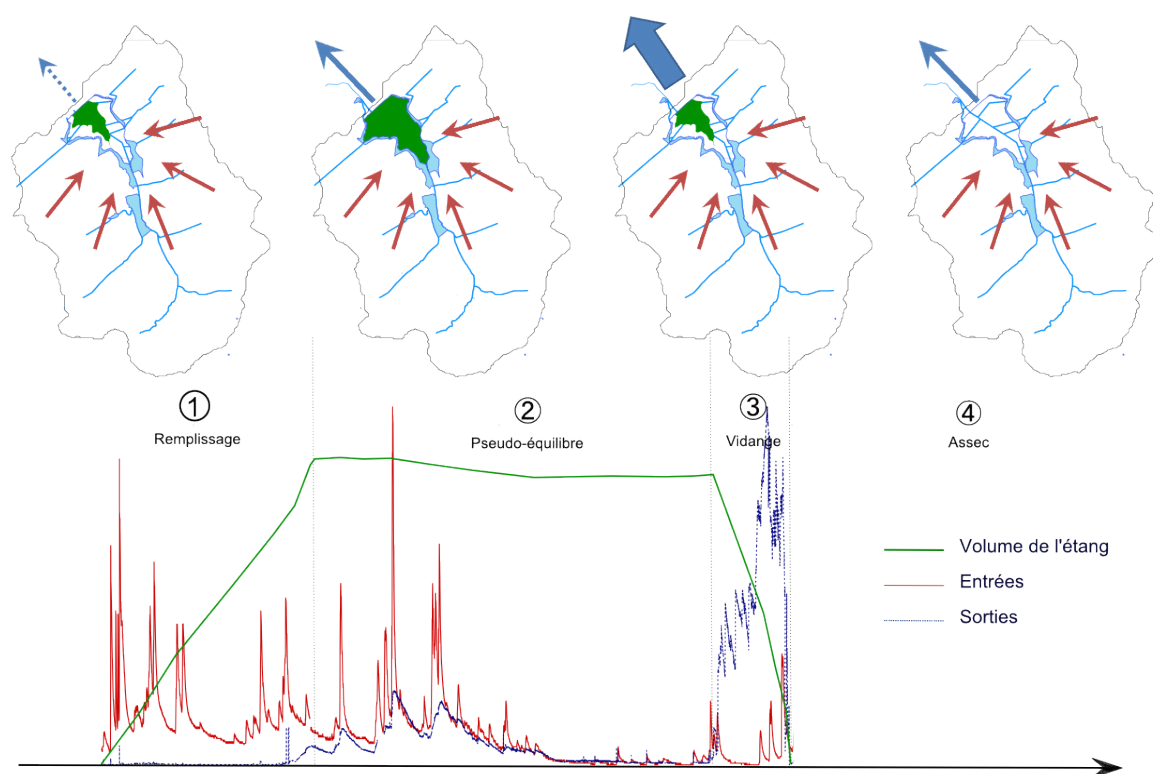 ①
Remplissage
②
Pseudo-équilibre
③
Vidange
④
Assec
Volume de l'étang
Entrées
Sorties